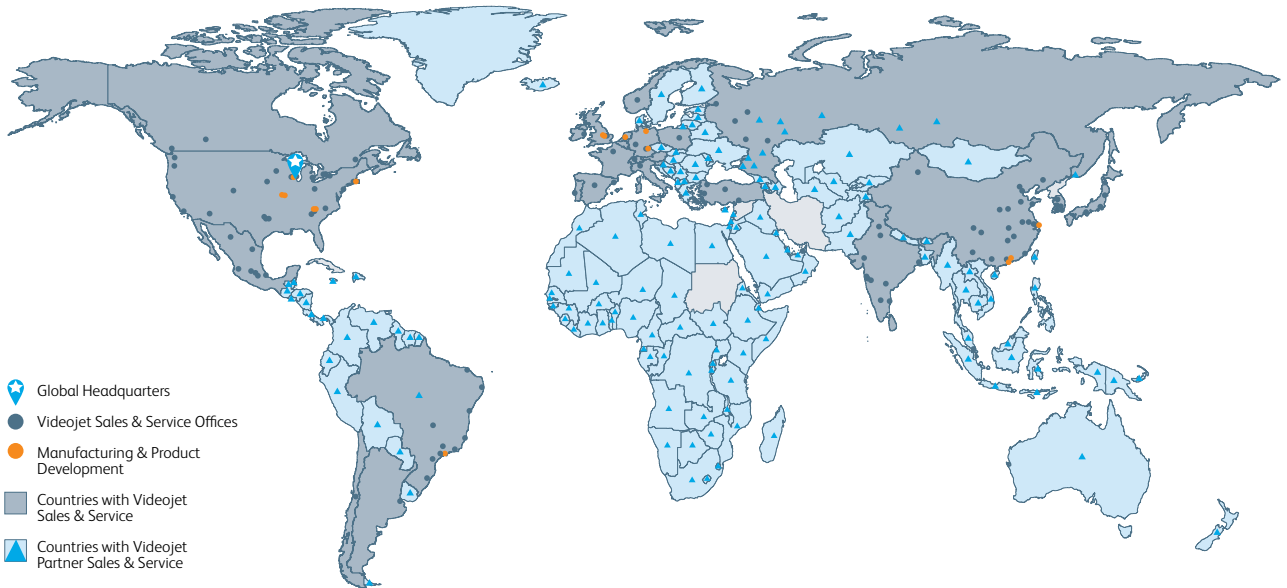 Global Headquarters
Videojet Sales & Service Offices
Manufacturing & Product
Development
Countries with Videojet
Sales & Service
Countries with Videojet
Partner Sales & Service